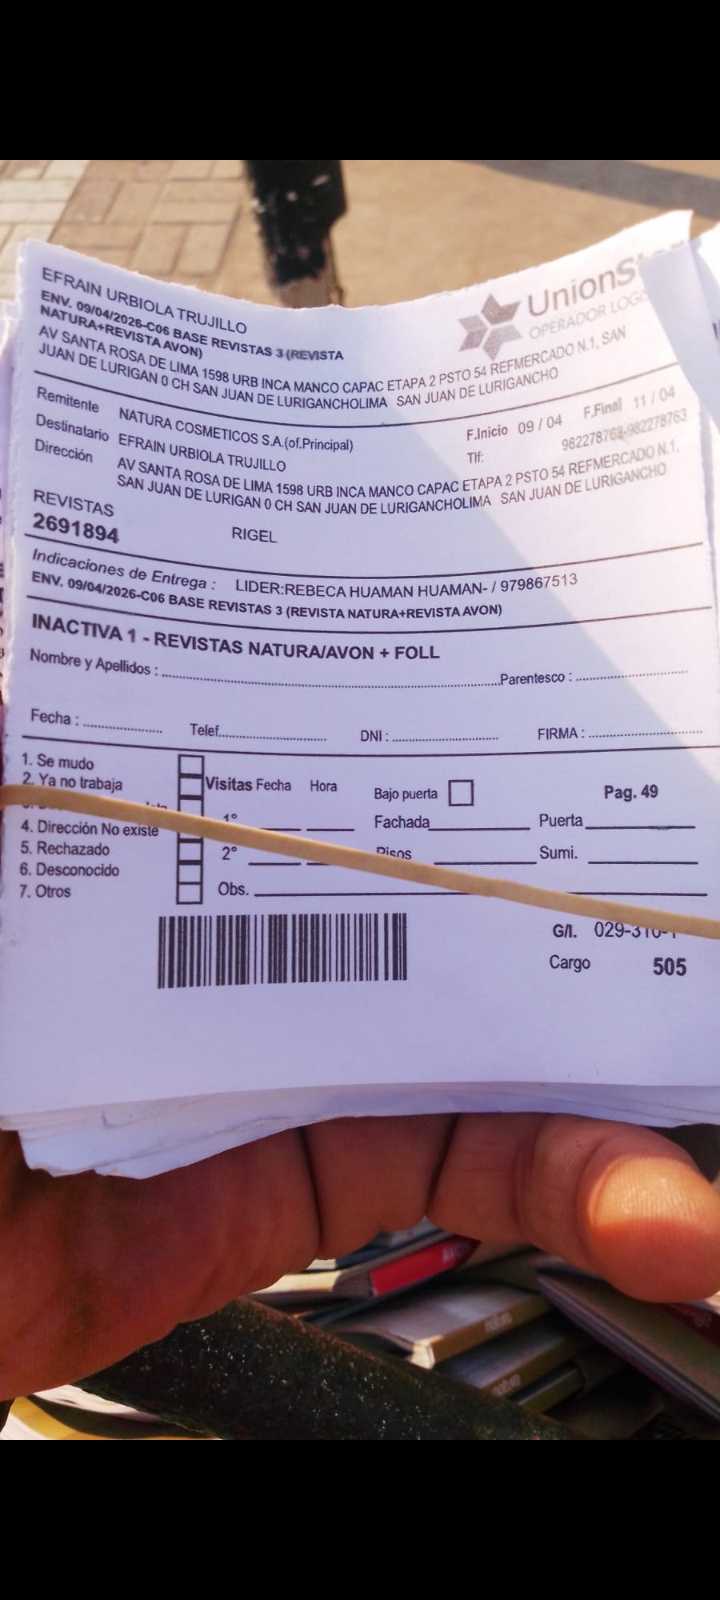 EFRAIN URBIOLA TRUJILLO
ENV. 09/04/2026-C06 BASE REVISTAS 3 (REVISTA
NATURA+REVISTA AVON)
AV SANTA ROSA DE LIMA 1598 URB INCA MANCO CAPAC ETAPA 2 PSTO 54 REFMERCADO N.1, SAN
JUAN DE LURIGAN 0 CH SAN JUAN DE LURIGANCHOLIMA SAN JUAN DE LURIGANCHO
OPERADOR
Remitente NATURA COSMETICOS S.A.(of.Principal)
F.Inicio 09 / 04 F.Final 11 / 04
Destinatario EFRAIN URBIOLA TRUJILLO
Tlf: 982278763-982278763
Dirección AV SANTA ROSA DE LIMA 1598 URB INCA MANCO CAPAC ETAPA 2 PSTO 54 REFMERCADO N.1,
SAN JUAN DE LURIGAN 0 CH SAN JUAN DE LURIGANCHOLIMA SAN JUAN DE LURIGANCHO
REVISTAS
2691894 RIGEL
Indicaciones de Entrega : LIDER:REBECA HUAMAN HUAMAN- / 979867513
ENV. 09/04/2026-C06 BASE REVISTAS 3 (REVISTA NATURA+REVISTA AVON)
INACTIVA 1 - REVISTAS NATURA/AVON + FOLL
Nombre y Apellidos : Parentesco :
Fecha : Telef. DNI : FIRMA :
1. Se mudo
2. Ya no trabaja
4. Dirección No existe
5. Rechazado
6. Desconocido
7. Otros
Visitas Fecha Hora
1°
2°
Obs.
Bajo puerta Pag. 49
Fachada Puerta
Pisos Sumi.
G/I.
Cargo 505